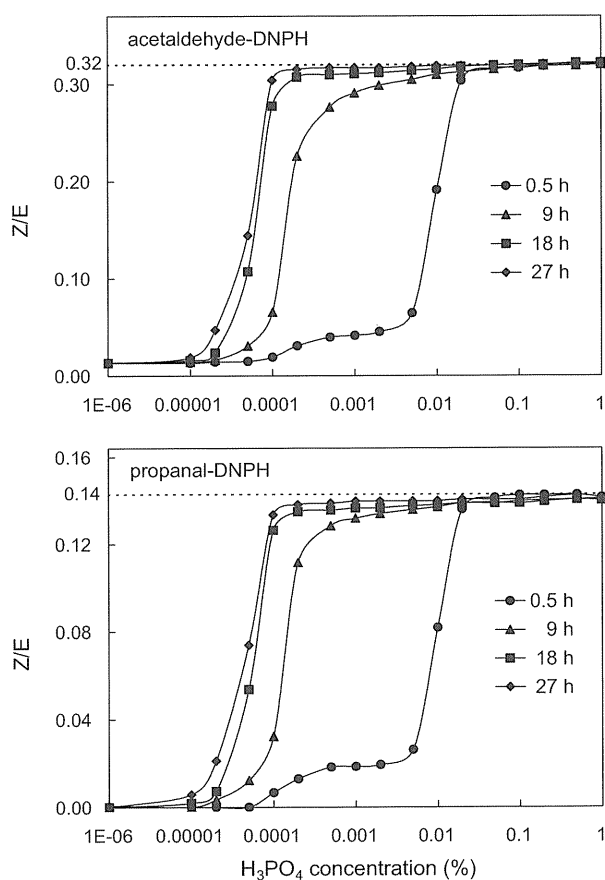 acetaldehyde-DNPH
0.32
0.30
0.20
0.10
0.00
Z/E
0.5 h
9 h
18 h
27 h
1E-06 0.00001 0.0001 0.001 0.01 0.1 1
propanal-DNPH
0.16
0.14
0.12
0.08
0.04
0.00
Z/E
0.5 h
9 h
18 h
27 h
1E-06 0.00001 0.0001 0.001 0.01 0.1 1
H₃PO₄ concentration (%)